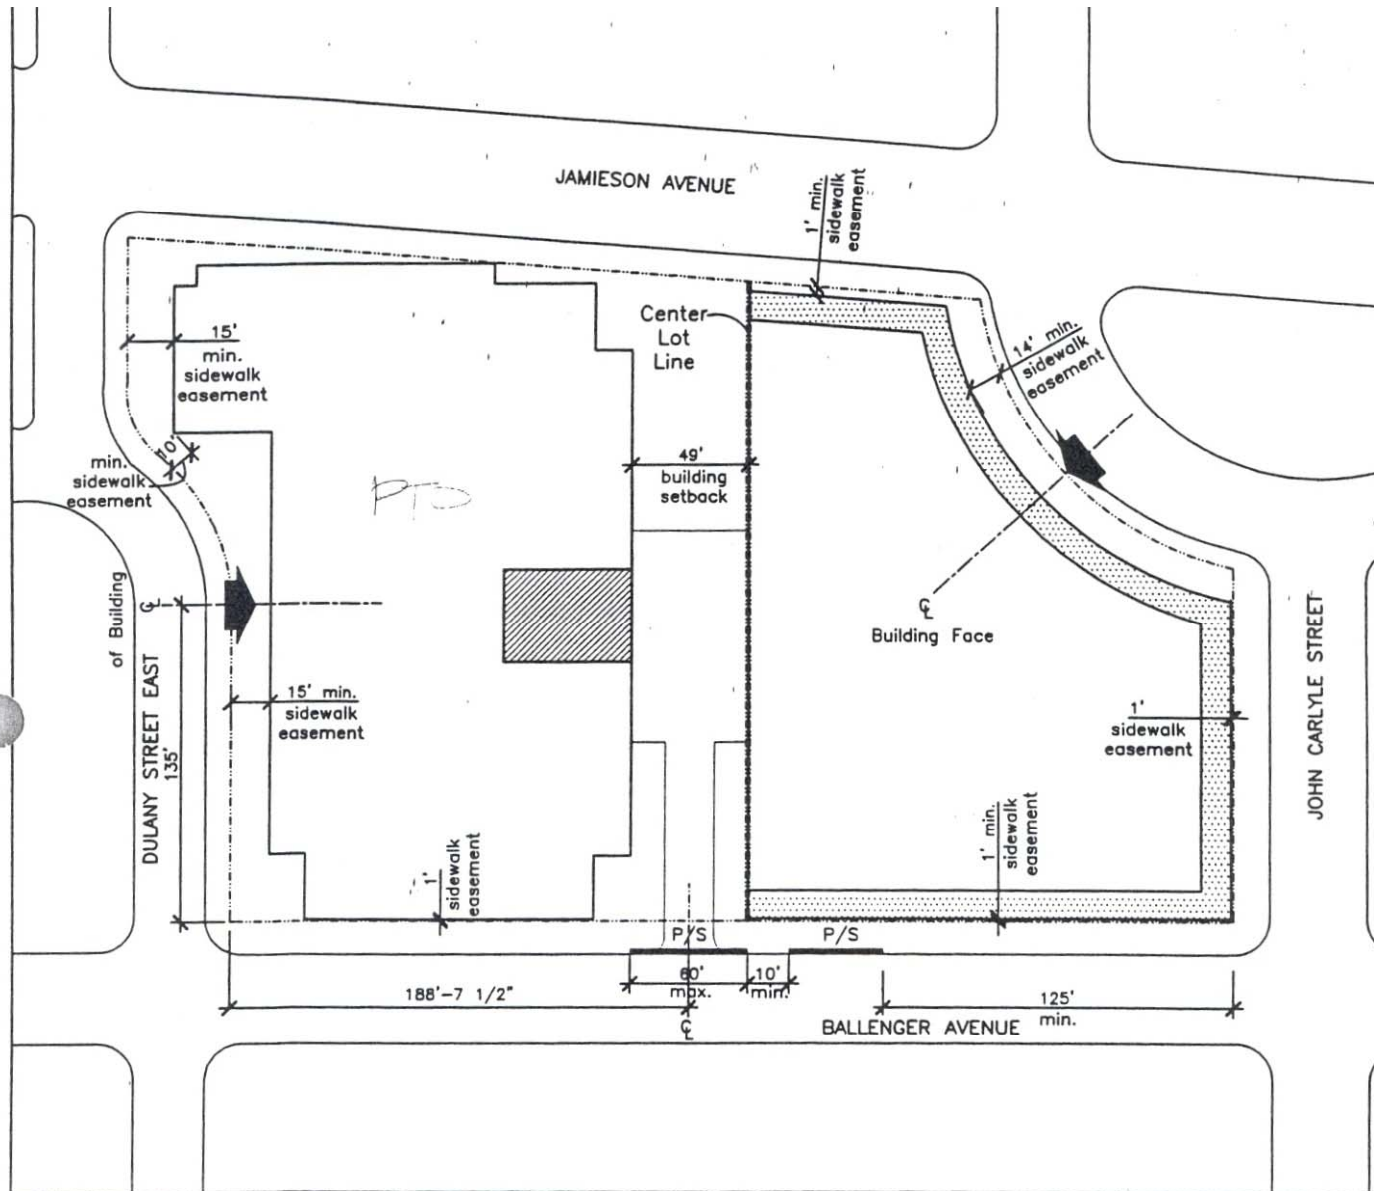 JAMIESON AVENUE
1' min.
sidewalk
easement
Center
Lot
Line
15'
min.
sidewalk
easement
14' min.
sidewalk
easement
10'
min.
sidewalk
easement
49'
building
setback
PTO
of Building
℄
℄
Building Face
DULANY STREET EAST
135'
15' min.
sidewalk
easement
1'
sidewalk
easement
JOHN CARLYLE STREET
1'
sidewalk
easement
1' min.
sidewalk
easement
P/S
P/S
60'
max.
10'
min.
188'-7 1/2"
125'
min.
℄
BALLENGER AVENUE